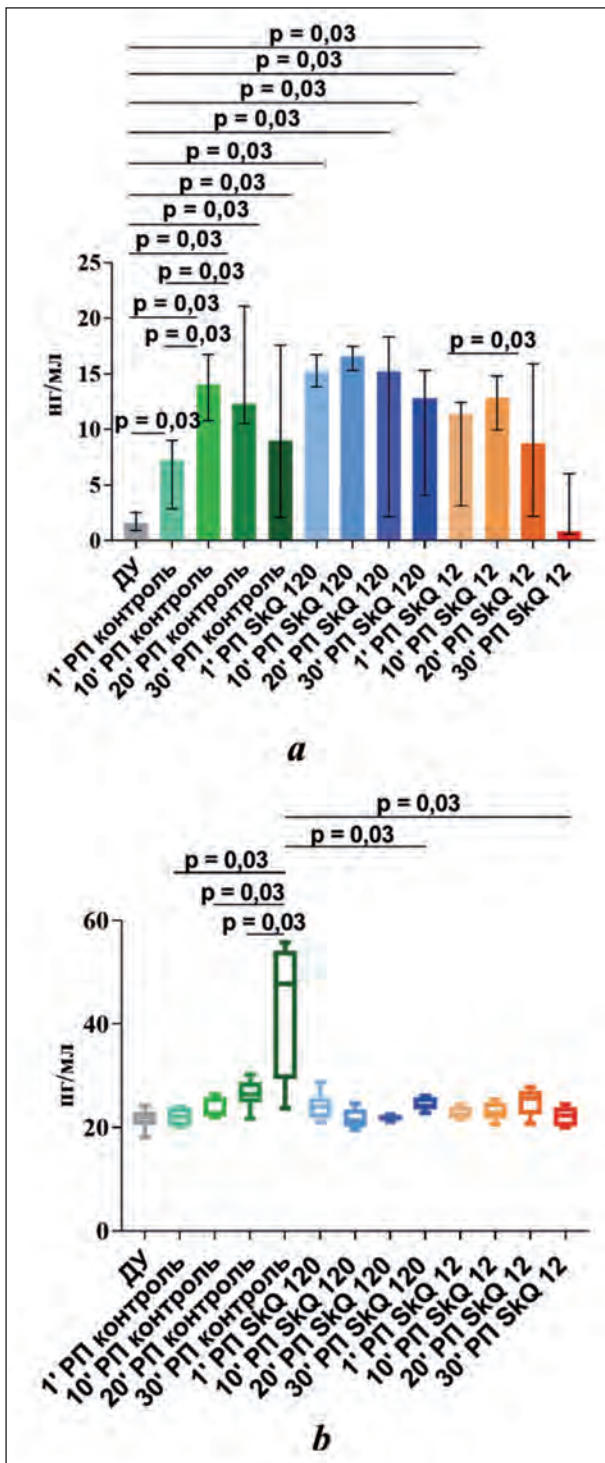 p = 0,03
p = 0,03
p = 0,03
p = 0,03
p = 0,03
p = 0,03
p = 0,03
p = 0,03
p = 0,03
p = 0,03
p = 0,03
p = 0,03
p = 0,03
нг/мл
25
20
15
10
5
0
ДУ
1' РП контроль
10' РП контроль
20' РП контроль
30' РП контроль
1' РП SkQ 120
10' РП SkQ 120
20' РП SkQ 120
30' РП SkQ 120
1' РП SkQ 12
10' РП SkQ 12
20' РП SkQ 12
30' РП SkQ 12
a
p = 0,03
p = 0,03
p = 0,03
p = 0,03
p = 0,03
пг/мл
60
40
20
0
ДУ
1' РП контроль
10' РП контроль
20' РП контроль
30' РП контроль
1' РП SkQ 120
10' РП SkQ 120
20' РП SkQ 120
30' РП SkQ 120
1' РП SkQ 12
10' РП SkQ 12
20' РП SkQ 12
30' РП SkQ 12
b